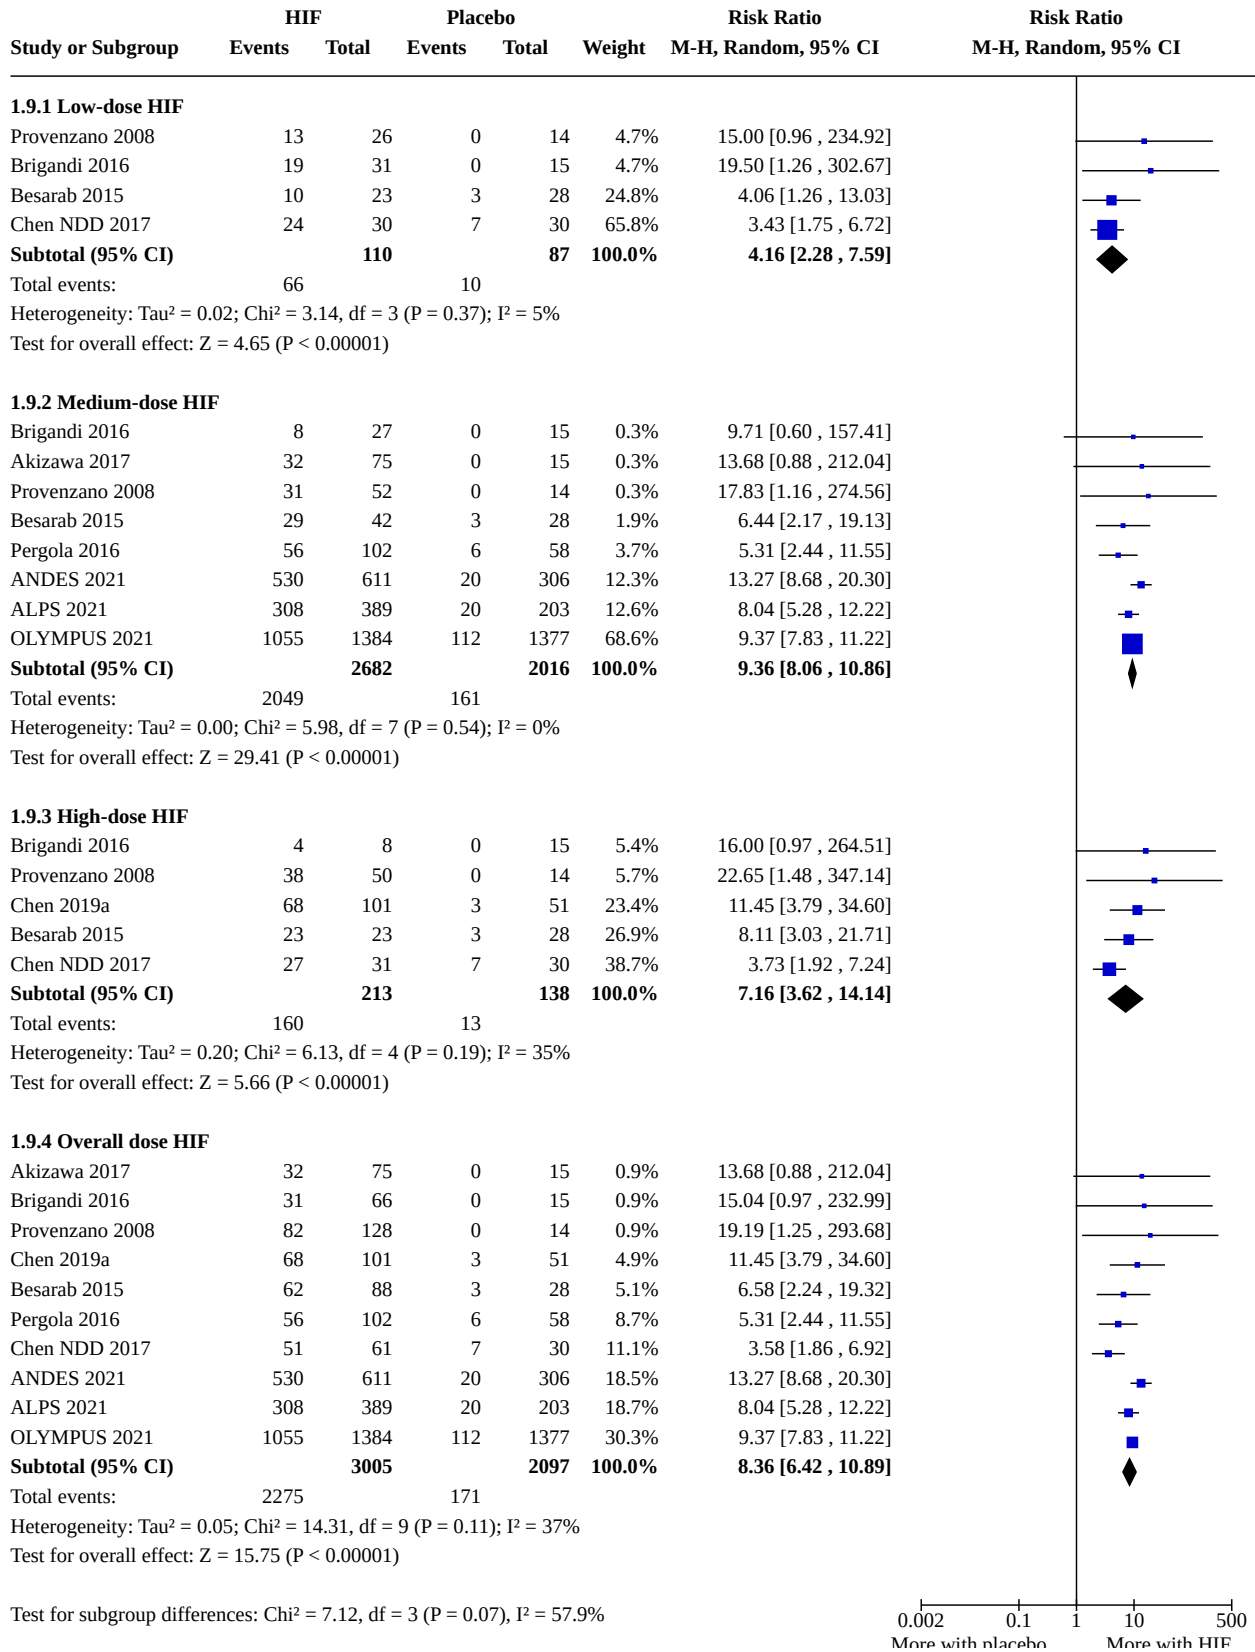 HIF Placebo Risk Ratio Risk Ratio
Study or Subgroup Events Total Events Total Weight M-H, Random, 95% CI M-H, Random, 95% CI
1.9.1 Low-dose HIF
Provenzano 2008 13 26 0 14 4.7% 15.00 [0.96 , 234.92]
Brigandi 2016 19 31 0 15 4.7% 19.50 [1.26 , 302.67]
Besarab 2015 10 23 3 28 24.8% 4.06 [1.26 , 13.03]
Chen NDD 2017 24 30 7 30 65.8% 3.43 [1.75 , 6.72]
Subtotal (95% CI) 110 87 100.0% 4.16 [2.28 , 7.59]
Total events: 66 10
Heterogeneity: Tau² = 0.02; Chi² = 3.14, df = 3 (P = 0.37); I² = 5%
Test for overall effect: Z = 4.65 (P < 0.00001)
1.9.2 Medium-dose HIF
Brigandi 2016 8 27 0 15 0.3% 9.71 [0.60 , 157.41]
Akizawa 2017 32 75 0 15 0.3% 13.68 [0.88 , 212.04]
Provenzano 2008 31 52 0 14 0.3% 17.83 [1.16 , 274.56]
Besarab 2015 29 42 3 28 1.9% 6.44 [2.17 , 19.13]
Pergola 2016 56 102 6 58 3.7% 5.31 [2.44 , 11.55]
ANDES 2021 530 611 20 306 12.3% 13.27 [8.68 , 20.30]
ALPS 2021 308 389 20 203 12.6% 8.04 [5.28 , 12.22]
OLYMPUS 2021 1055 1384 112 1377 68.6% 9.37 [7.83 , 11.22]
Subtotal (95% CI) 2682 2016 100.0% 9.36 [8.06 , 10.86]
Total events: 2049 161
Heterogeneity: Tau² = 0.00; Chi² = 5.98, df = 7 (P = 0.54); I² = 0%
Test for overall effect: Z = 29.41 (P < 0.00001)
1.9.3 High-dose HIF
Brigandi 2016 4 8 0 15 5.4% 16.00 [0.97 , 264.51]
Provenzano 2008 38 50 0 14 5.7% 22.65 [1.48 , 347.14]
Chen 2019a 68 101 3 51 23.4% 11.45 [3.79 , 34.60]
Besarab 2015 23 23 3 28 26.9% 8.11 [3.03 , 21.71]
Chen NDD 2017 27 31 7 30 38.7% 3.73 [1.92 , 7.24]
Subtotal (95% CI) 213 138 100.0% 7.16 [3.62 , 14.14]
Total events: 160 13
Heterogeneity: Tau² = 0.20; Chi² = 6.13, df = 4 (P = 0.19); I² = 35%
Test for overall effect: Z = 5.66 (P < 0.00001)
1.9.4 Overall dose HIF
Akizawa 2017 32 75 0 15 0.9% 13.68 [0.88 , 212.04]
Brigandi 2016 31 66 0 15 0.9% 15.04 [0.97 , 232.99]
Provenzano 2008 82 128 0 14 0.9% 19.19 [1.25 , 293.68]
Chen 2019a 68 101 3 51 4.9% 11.45 [3.79 , 34.60]
Besarab 2015 62 88 3 28 5.1% 6.58 [2.24 , 19.32]
Pergola 2016 56 102 6 58 8.7% 5.31 [2.44 , 11.55]
Chen NDD 2017 51 61 7 30 11.1% 3.58 [1.86 , 6.92]
ANDES 2021 530 611 20 306 18.5% 13.27 [8.68 , 20.30]
ALPS 2021 308 389 20 203 18.7% 8.04 [5.28 , 12.22]
OLYMPUS 2021 1055 1384 112 1377 30.3% 9.37 [7.83 , 11.22]
Subtotal (95% CI) 3005 2097 100.0% 8.36 [6.42 , 10.89]
Total events: 2275 171
Heterogeneity: Tau² = 0.05; Chi² = 14.31, df = 9 (P = 0.11); I² = 37%
Test for overall effect: Z = 15.75 (P < 0.00001)
Test for subgroup differences: Chi² = 7.12, df = 3 (P = 0.07), I² = 57.9%
0.002 0.1 1 10 500
More with placebo More with HIF